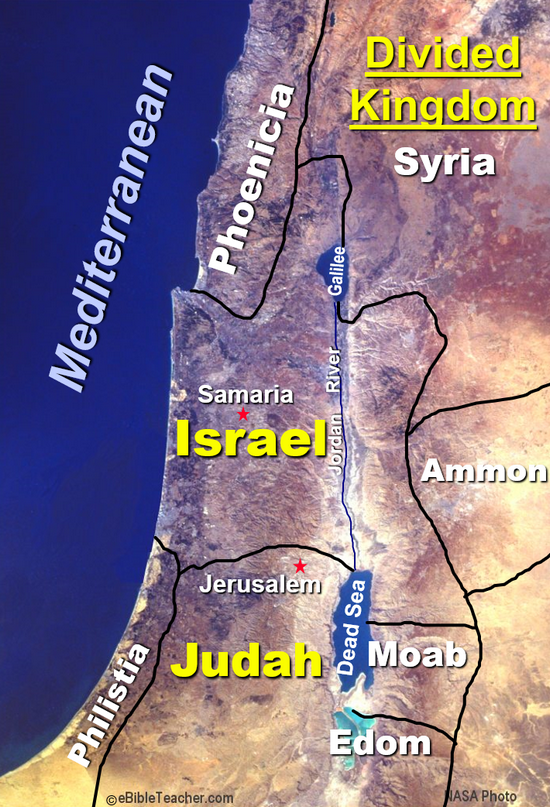 Divided
Kingdom
Syria
Mediterranean
Phoenicia
Galilee
Jordan River
Samaria
Israel
Ammon
Jerusalem
Dead Sea
Judah
Moab
Philistia
Edom
©eBibleTeacher.com
NASA Photo